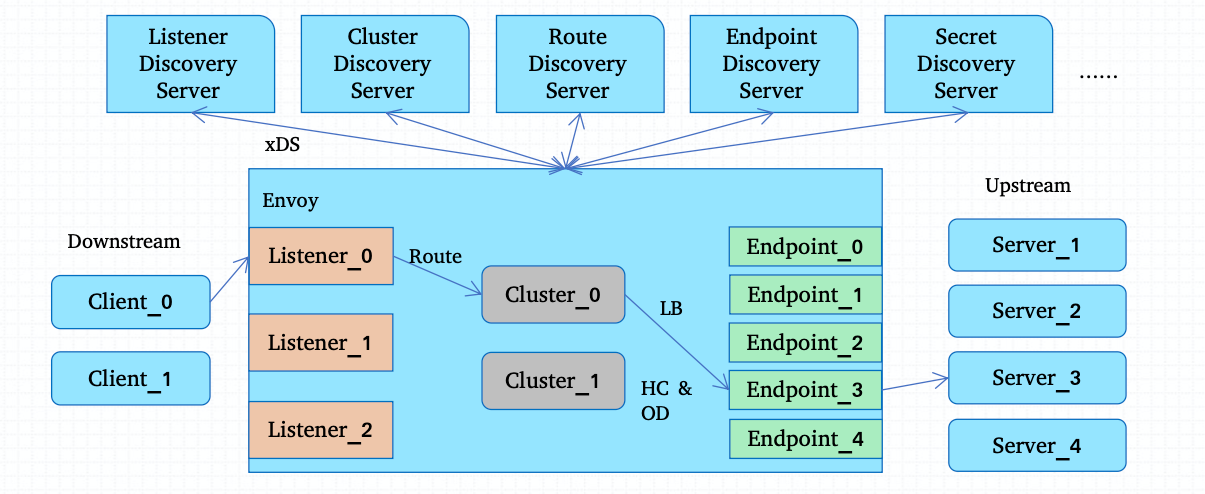 Listener
Discovery
Server
Cluster
Discovery
Server
Route
Discovery
Server
Endpoint
Discovery
Server
Secret
Discovery
Server
......
xDS
Envoy
Downstream
Client_0
Client_1
Listener_0
Listener_1
Listener_2
Route
Cluster_0
Cluster_1
LB
HC &
OD
Endpoint_0
Endpoint_1
Endpoint_2
Endpoint_3
Endpoint_4
Upstream
Server_1
Server_2
Server_3
Server_4